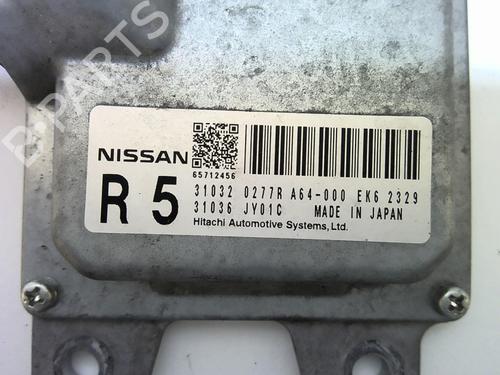 B-PARTS
NISSAN
65712456
R 5
31032 0277R A64-000 EK6 2329
31036 JY01C MADE IN JAPAN
Hitachi Automotive Systems,Ltd.